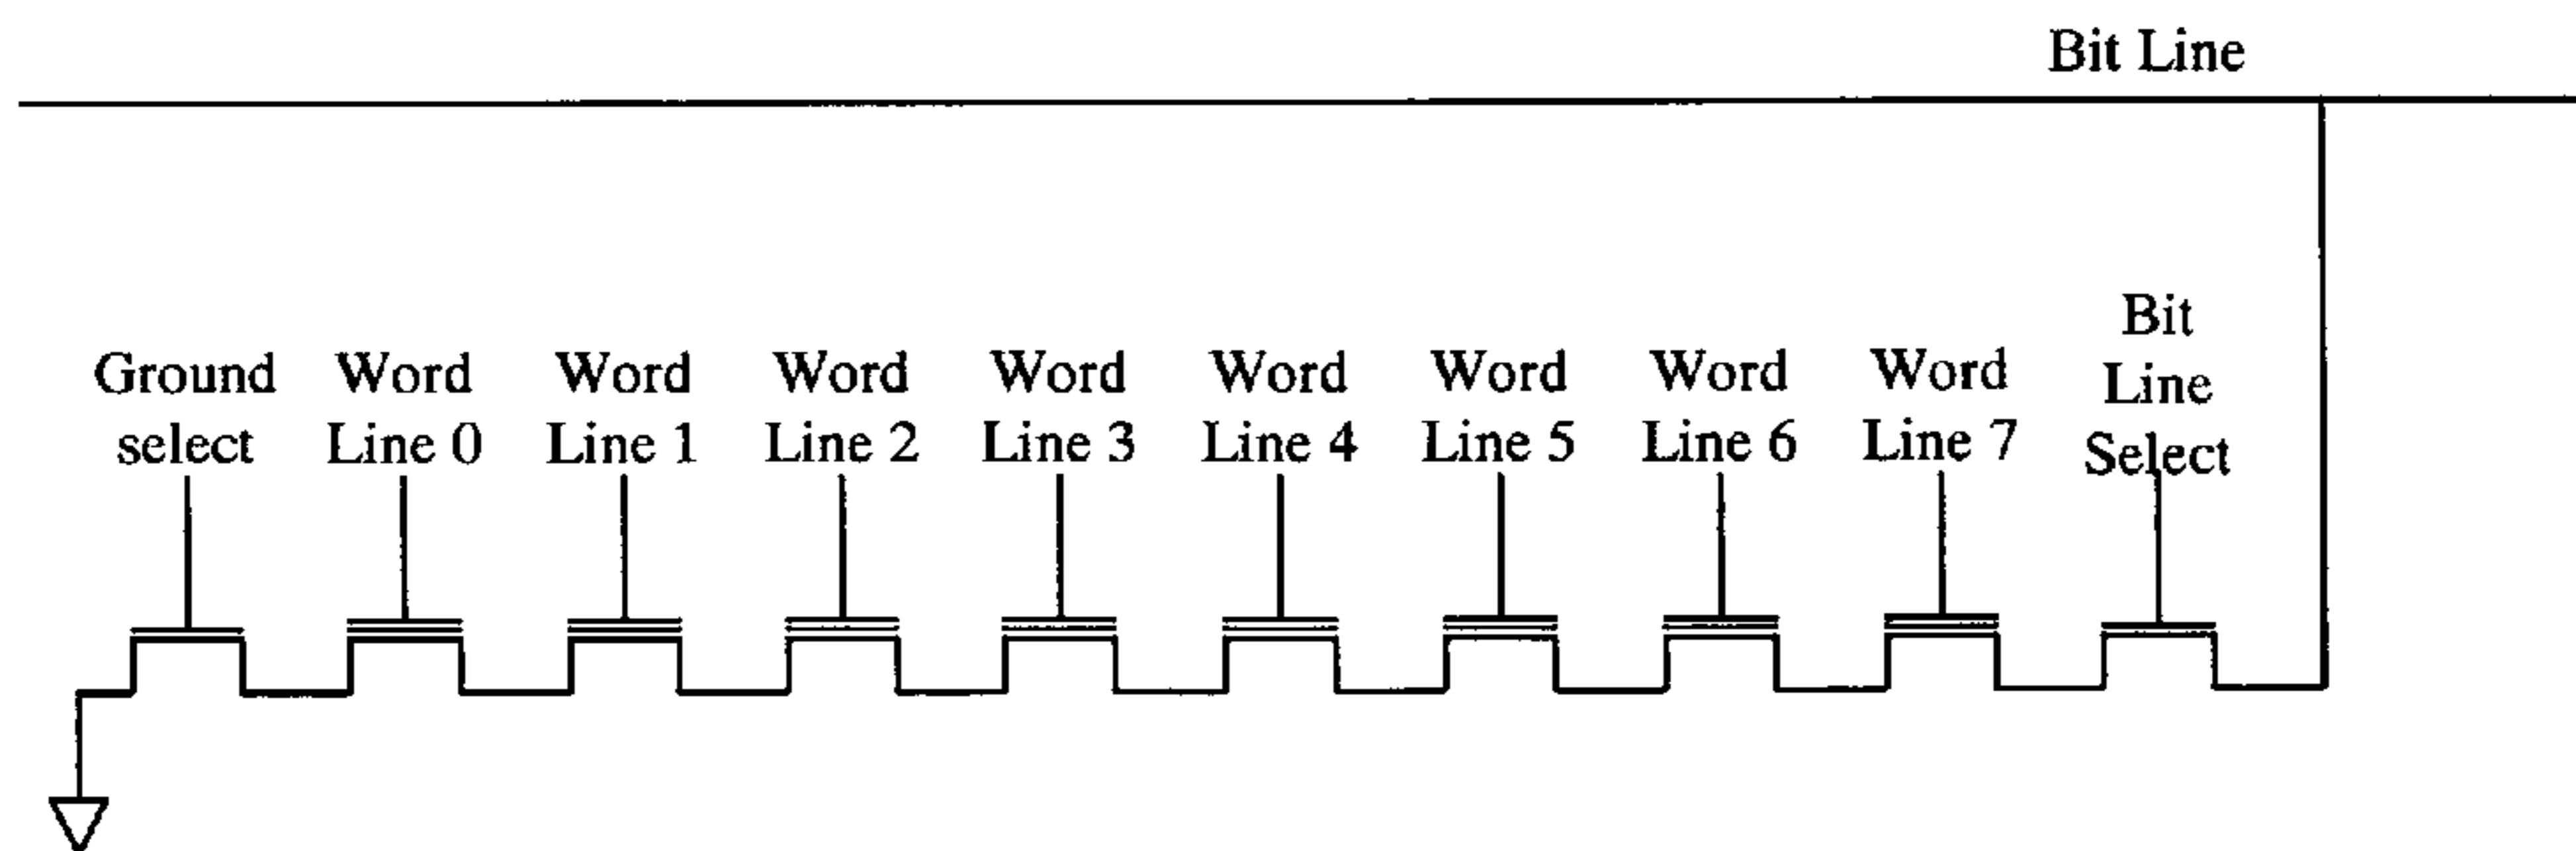 Bit Line
Ground
select
Word
Line 0
Word
Line 1
Word
Line 2
Word
Line 3
Word
Line 4
Word
Line 5
Word
Line 6
Word
Line 7
Bit
Line
Select